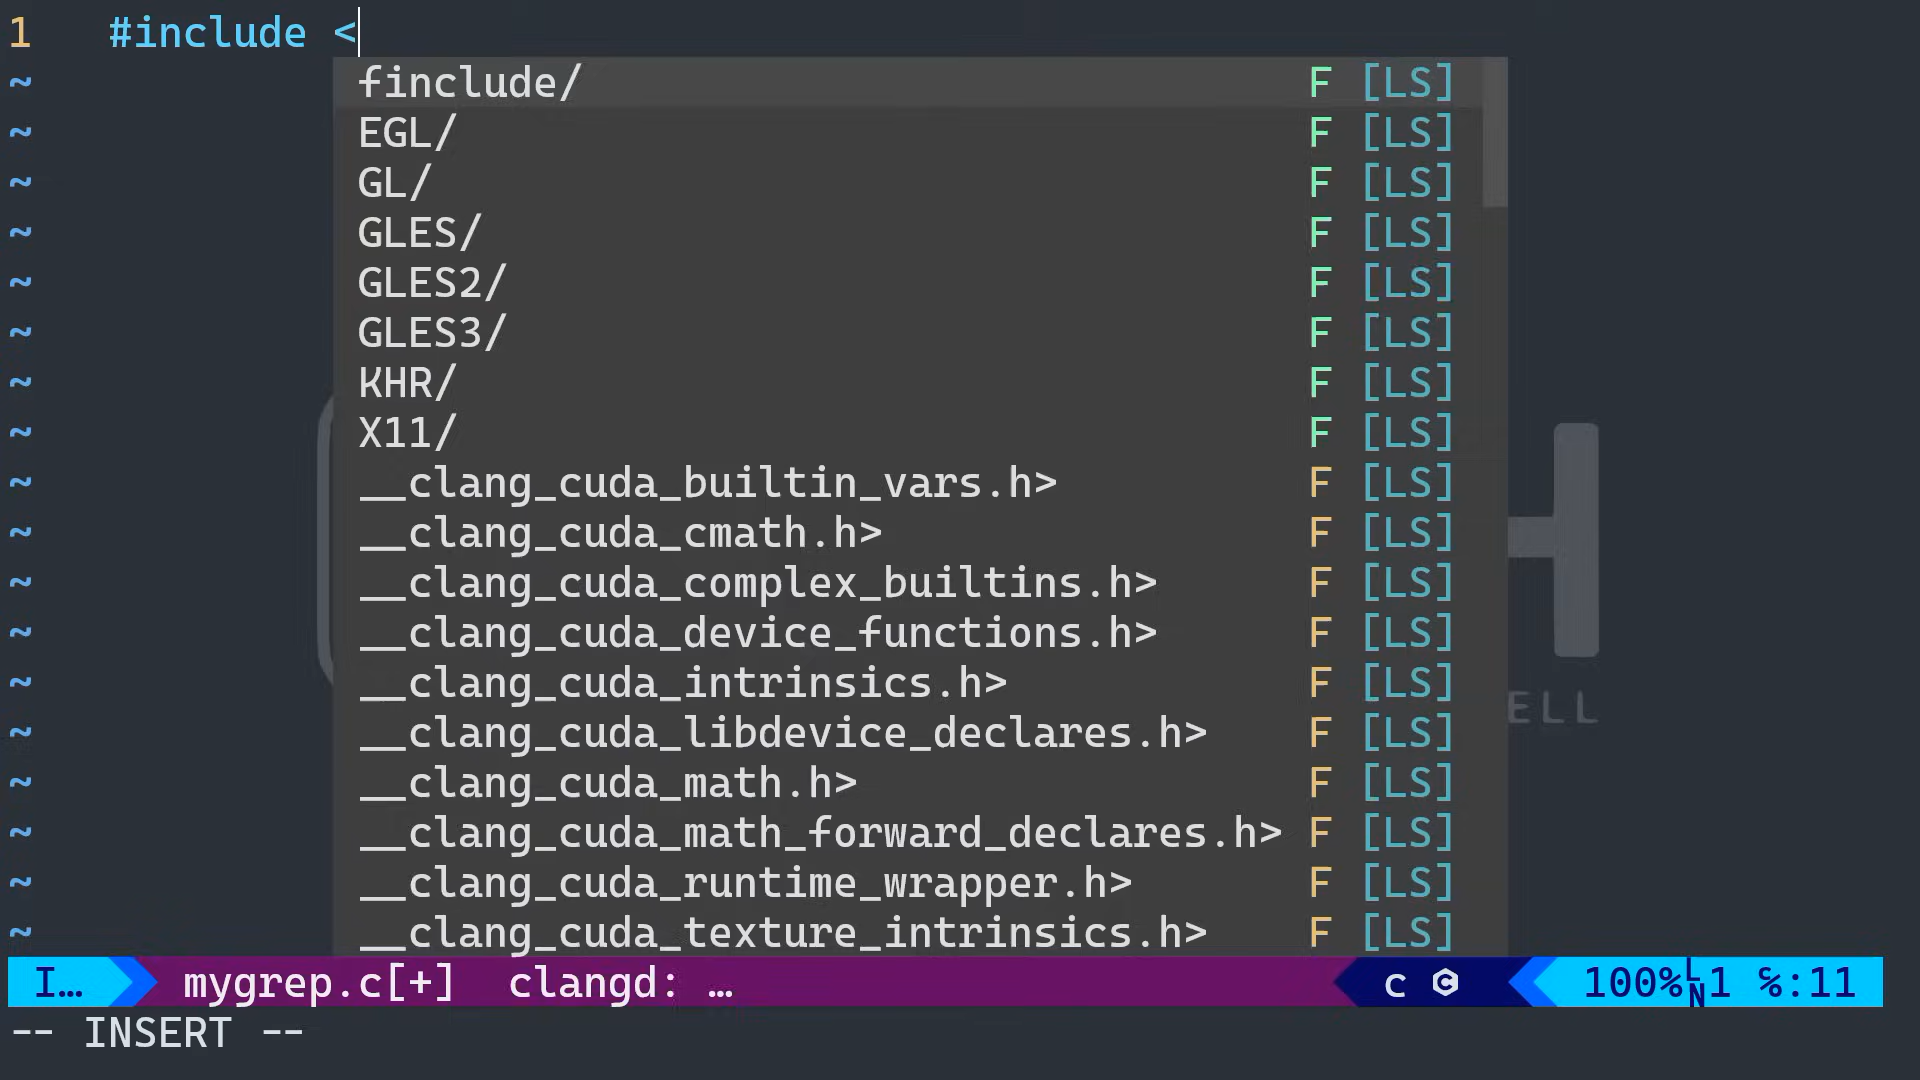 1 #include <
~ finclude/ F [LS]
~ EGL/ F [LS]
~ GL/ F [LS]
~ GLES/ F [LS]
~ GLES2/ F [LS]
~ GLES3/ F [LS]
~ KHR/ F [LS]
~ X11/ F [LS]
~ __clang_cuda_builtin_vars.h> F [LS]
~ __clang_cuda_cmath.h> F [LS]
~ __clang_cuda_complex_builtins.h> F [LS]
~ __clang_cuda_device_functions.h> F [LS]
~ __clang_cuda_intrinsics.h> F [LS]
~ __clang_cuda_libdevice_declares.h> F [LS]
ELL
~ __clang_cuda_math.h> F [LS]
~ __clang_cuda_math_forward_declares.h> F [LS]
~ __clang_cuda_runtime_wrapper.h> F [LS]
~ __clang_cuda_texture_intrinsics.h> F [LS]
I… mygrep.c[+] clangd: … c C 100% LN 1 %:11
-- INSERT --